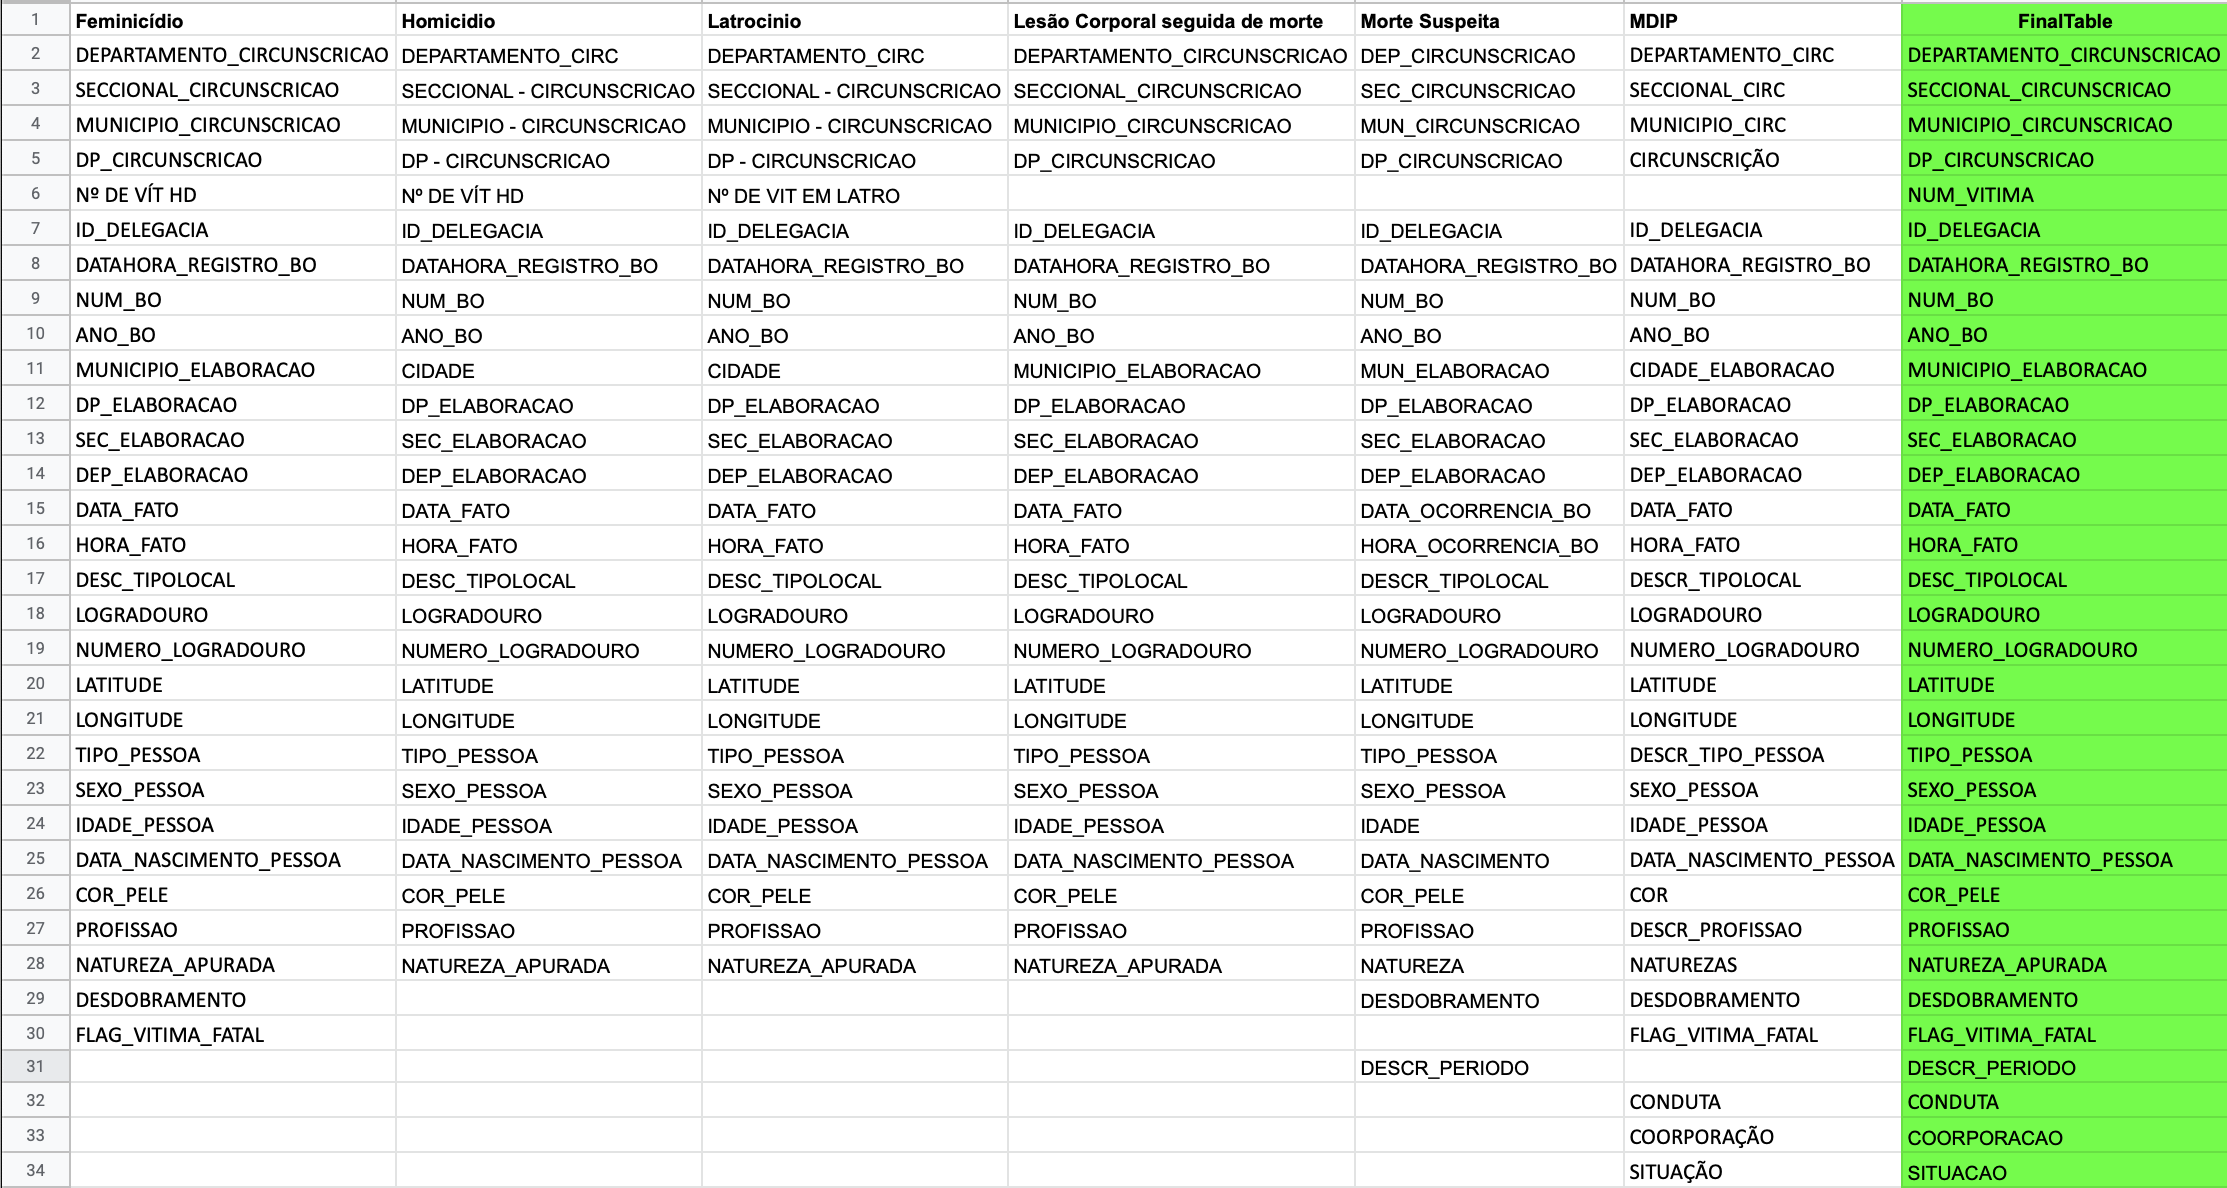 1 Feminicídio Homicidio Latrocinio Lesão Corporal seguida de morte Morte Suspeita MDIP FinalTable
2 DEPARTAMENTO_CIRCUNSCRICAO DEPARTAMENTO_CIRC DEPARTAMENTO_CIRC DEPARTAMENTO_CIRCUNSCRICAO DEP_CIRCUNSCRICAO DEPARTAMENTO_CIRC DEPARTAMENTO_CIRCUNSCRICAO
3 SECCIONAL_CIRCUNSCRICAO SECCIONAL - CIRCUNSCRICAO SECCIONAL - CIRCUNSCRICAO SECCIONAL_CIRCUNSCRICAO SEC_CIRCUNSCRICAO SECCIONAL_CIRC SECCIONAL_CIRCUNSCRICAO
4 MUNICIPIO_CIRCUNSCRICAO MUNICIPIO - CIRCUNSCRICAO MUNICIPIO - CIRCUNSCRICAO MUNICIPIO_CIRCUNSCRICAO MUN_CIRCUNSCRICAO MUNICIPIO_CIRC MUNICIPIO_CIRCUNSCRICAO
5 DP_CIRCUNSCRICAO DP - CIRCUNSCRICAO DP - CIRCUNSCRICAO DP_CIRCUNSCRICAO DP_CIRCUNSCRICAO CIRCUNSCRIÇÃO DP_CIRCUNSCRICAO
6 Nº DE VÍT HD Nº DE VÍT HD Nº DE VIT EM LATRO NUM_VITIMA
7 ID_DELEGACIA ID_DELEGACIA ID_DELEGACIA ID_DELEGACIA ID_DELEGACIA ID_DELEGACIA ID_DELEGACIA
8 DATAHORA_REGISTRO_BO DATAHORA_REGISTRO_BO DATAHORA_REGISTRO_BO DATAHORA_REGISTRO_BO DATAHORA_REGISTRO_BO DATAHORA_REGISTRO_BO DATAHORA_REGISTRO_BO
9 NUM_BO NUM_BO NUM_BO NUM_BO NUM_BO NUM_BO NUM_BO
10 ANO_BO ANO_BO ANO_BO ANO_BO ANO_BO ANO_BO ANO_BO
11 MUNICIPIO_ELABORACAO CIDADE CIDADE MUNICIPIO_ELABORACAO MUN_ELABORACAO CIDADE_ELABORACAO MUNICIPIO_ELABORACAO
12 DP_ELABORACAO DP_ELABORACAO DP_ELABORACAO DP_ELABORACAO DP_ELABORACAO DP_ELABORACAO DP_ELABORACAO
13 SEC_ELABORACAO SEC_ELABORACAO SEC_ELABORACAO SEC_ELABORACAO SEC_ELABORACAO SEC_ELABORACAO SEC_ELABORACAO
14 DEP_ELABORACAO DEP_ELABORACAO DEP_ELABORACAO DEP_ELABORACAO DEP_ELABORACAO DEP_ELABORACAO DEP_ELABORACAO
15 DATA_FATO DATA_FATO DATA_FATO DATA_FATO DATA_OCORRENCIA_BO DATA_FATO DATA_FATO
16 HORA_FATO HORA_FATO HORA_FATO HORA_FATO HORA_OCORRENCIA_BO HORA_FATO HORA_FATO
17 DESC_TIPOLOCAL DESC_TIPOLOCAL DESC_TIPOLOCAL DESC_TIPOLOCAL DESCR_TIPOLOCAL DESCR_TIPOLOCAL DESC_TIPOLOCAL
18 LOGRADOURO LOGRADOURO LOGRADOURO LOGRADOURO LOGRADOURO LOGRADOURO LOGRADOURO
19 NUMERO_LOGRADOURO NUMERO_LOGRADOURO NUMERO_LOGRADOURO NUMERO_LOGRADOURO NUMERO_LOGRADOURO NUMERO_LOGRADOURO NUMERO_LOGRADOURO
20 LATITUDE LATITUDE LATITUDE LATITUDE LATITUDE LATITUDE LATITUDE
21 LONGITUDE LONGITUDE LONGITUDE LONGITUDE LONGITUDE LONGITUDE LONGITUDE
22 TIPO_PESSOA TIPO_PESSOA TIPO_PESSOA TIPO_PESSOA TIPO_PESSOA DESCR_TIPO_PESSOA TIPO_PESSOA
23 SEXO_PESSOA SEXO_PESSOA SEXO_PESSOA SEXO_PESSOA SEXO_PESSOA SEXO_PESSOA SEXO_PESSOA
24 IDADE_PESSOA IDADE_PESSOA IDADE_PESSOA IDADE_PESSOA IDADE IDADE_PESSOA IDADE_PESSOA
25 DATA_NASCIMENTO_PESSOA DATA_NASCIMENTO_PESSOA DATA_NASCIMENTO_PESSOA DATA_NASCIMENTO_PESSOA DATA_NASCIMENTO DATA_NASCIMENTO_PESSOA DATA_NASCIMENTO_PESSOA
26 COR_PELE COR_PELE COR_PELE COR_PELE COR_PELE COR COR_PELE
27 PROFISSAO PROFISSAO PROFISSAO PROFISSAO PROFISSAO DESCR_PROFISSAO PROFISSAO
28 NATUREZA_APURADA NATUREZA_APURADA NATUREZA_APURADA NATUREZA_APURADA NATUREZA NATUREZAS NATUREZA_APURADA
29 DESDOBRAMENTO DESDOBRAMENTO DESDOBRAMENTO DESDOBRAMENTO
30 FLAG_VITIMA_FATAL FLAG_VITIMA_FATAL FLAG_VITIMA_FATAL
31 DESCR_PERIODO DESCR_PERIODO
32 CONDUTA CONDUTA
33 COORPORAÇÃO COORPORACAO
34 SITUAÇÃO SITUACAO